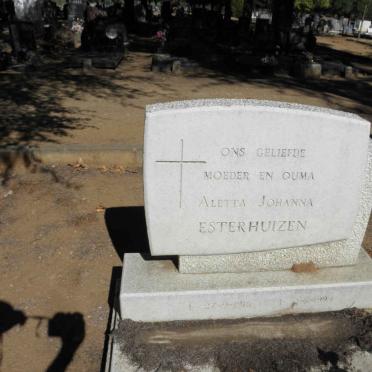 ONS GELIEFDE
MOEDER EN OUMA
ALETTA JOHANNA
ESTERHUIZEN